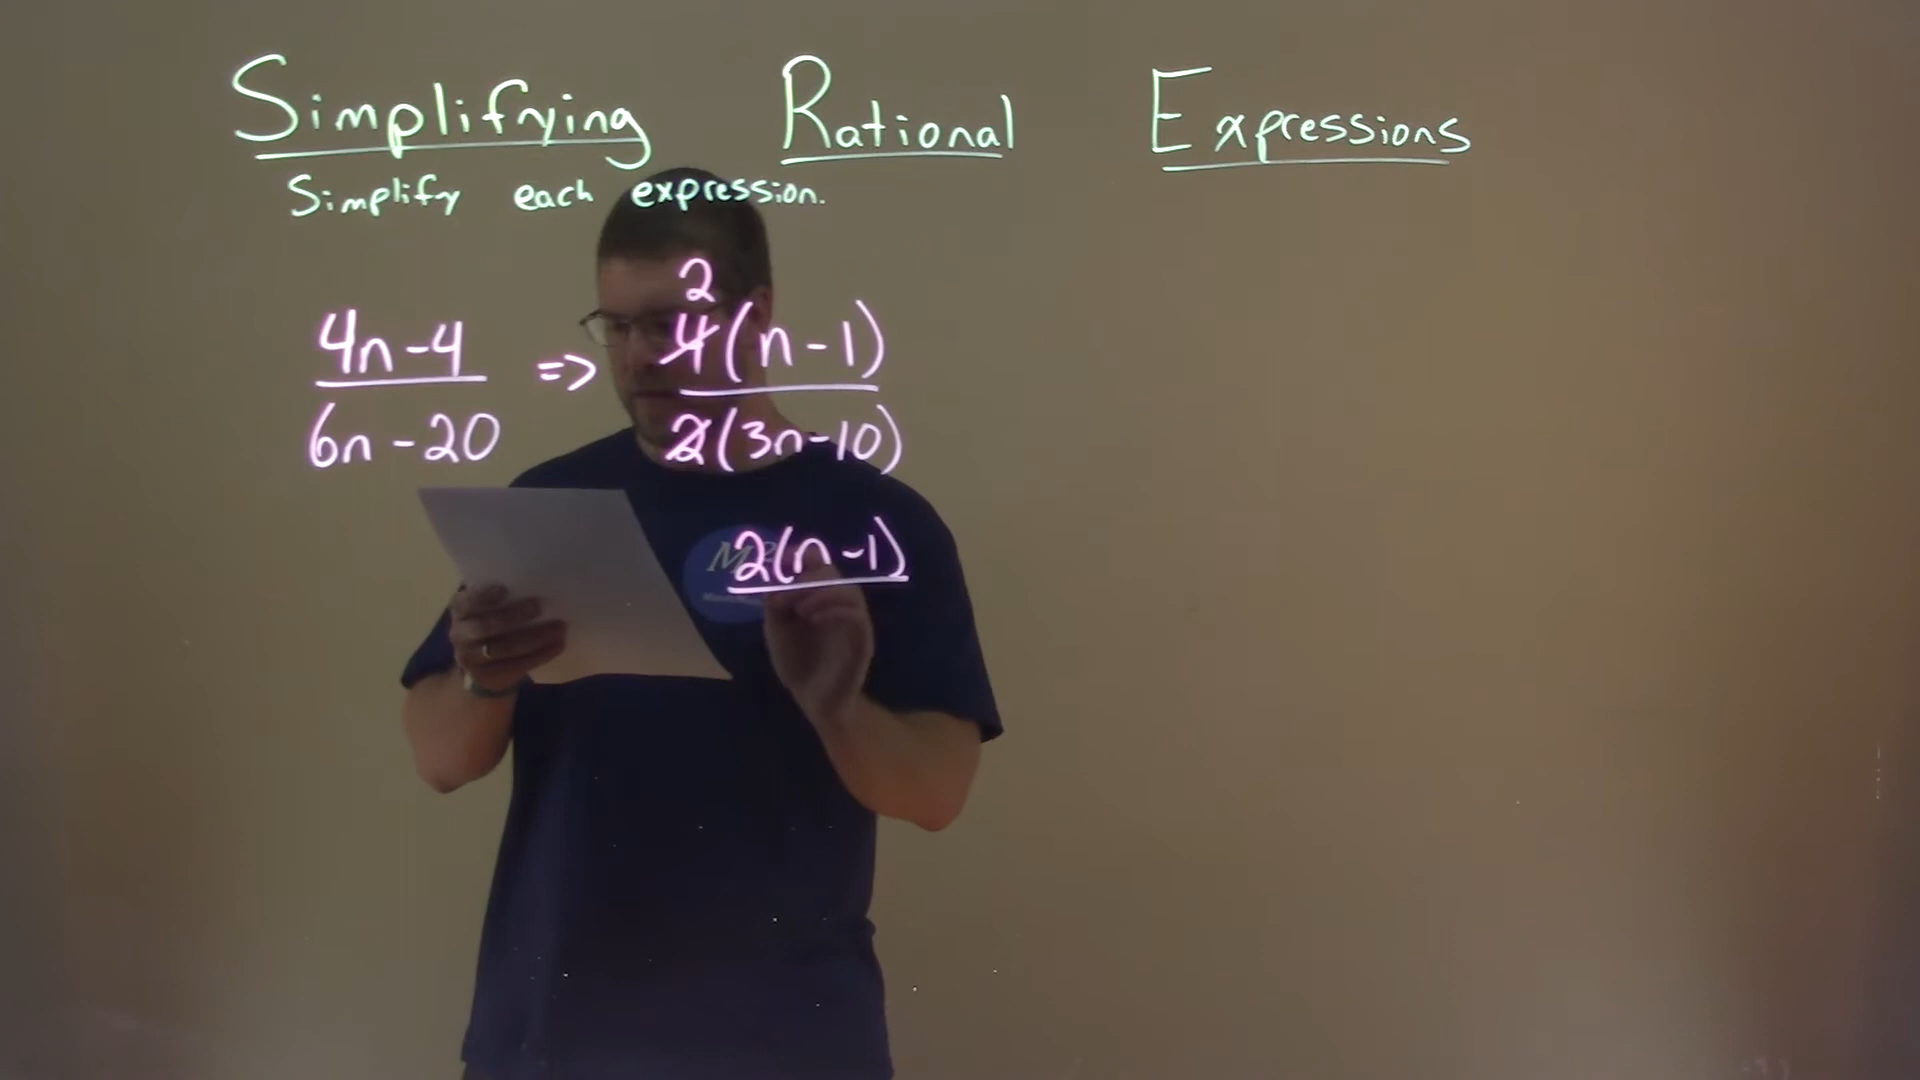 Simplifying Rational Expressions
Simplify each expression.
2
4n-4 => 4(n-1)
6n-20 2(3n-10)
2(n-1)